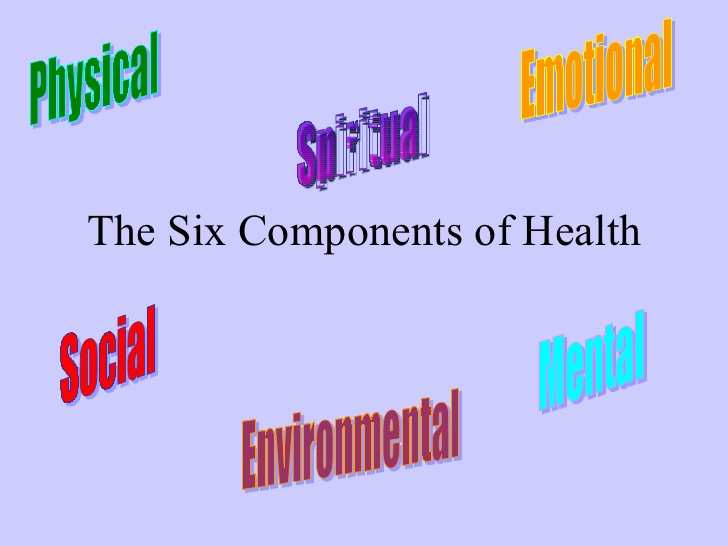 Physical
Emotional
Spiritual
The Six Components of Health
Social
Mental
Environmental